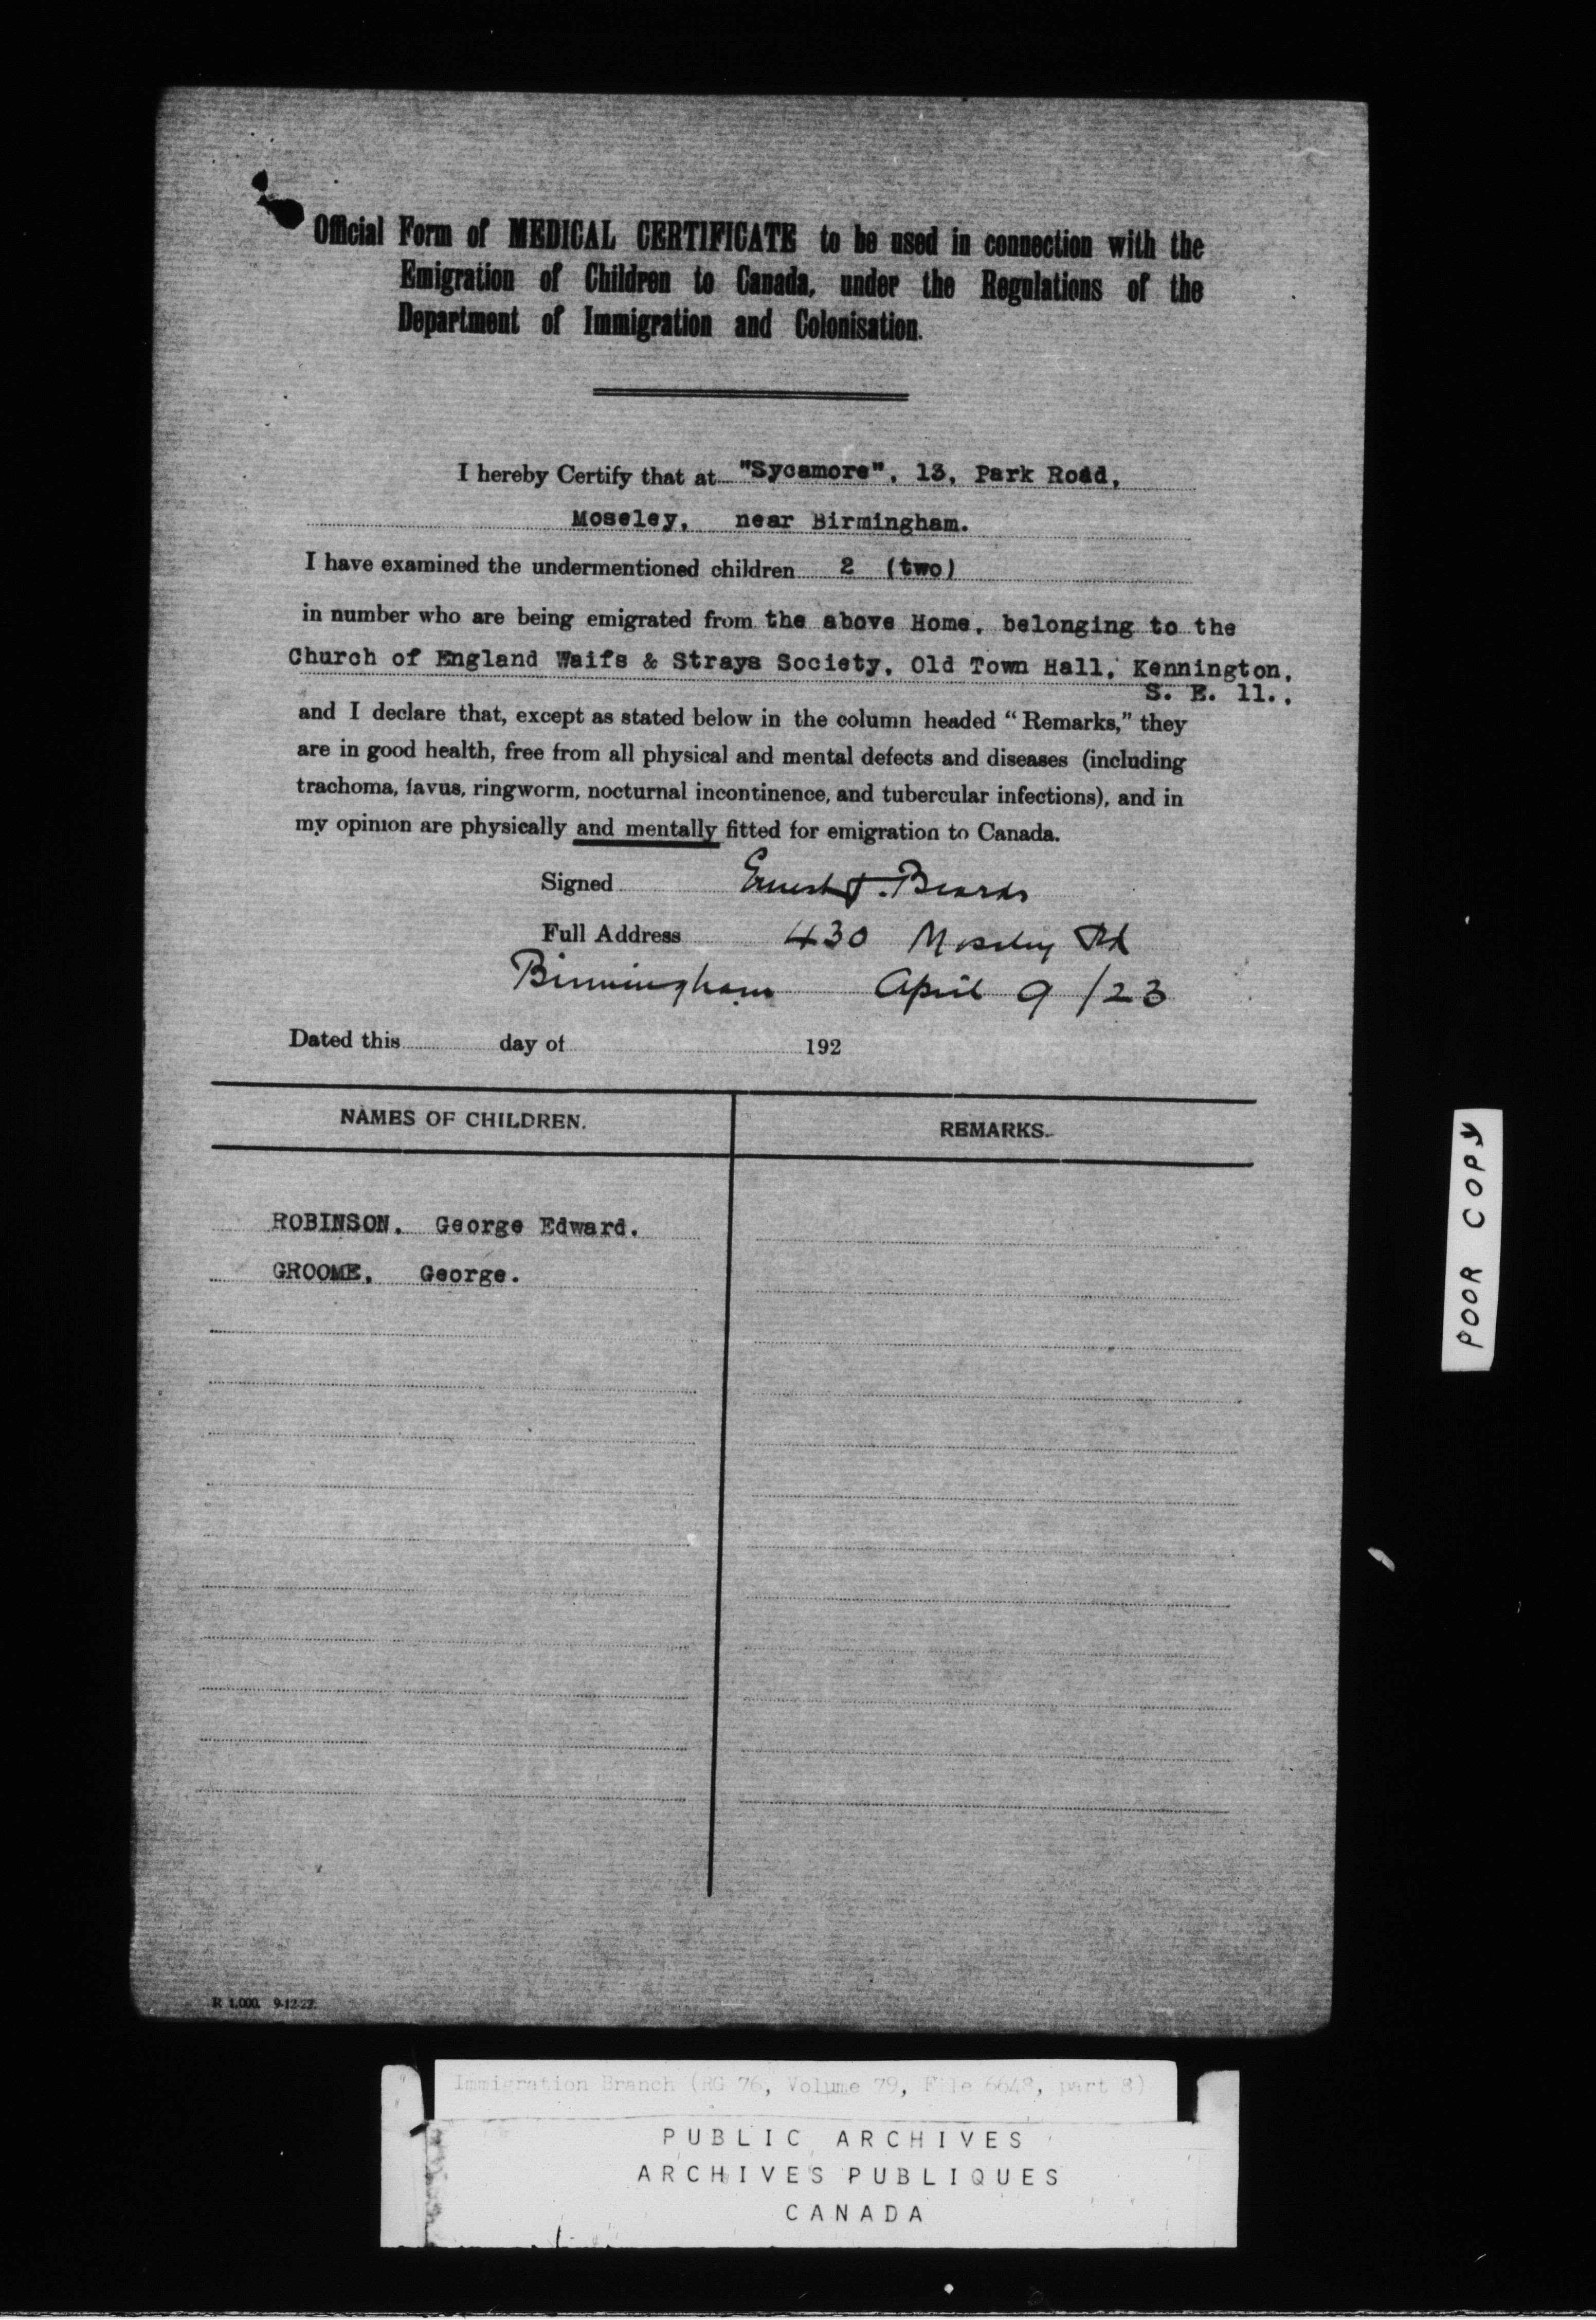 Official Form of MEDICAL CERTIFICATE to be used in connection with the
Emigration of Children to Canada, under the Regulations of the
Department of Immigration and Colonisation.
I hereby Certify that at "Sycamore", 13, Park Road,
Moseley, near Birmingham.
I have examined the undermentioned children 2 (two)
in number who are being emigrated from the above Home, belonging to the
Church of England Waifs & Strays Society, Old Town Hall, Kennington,
S. E. 11.,
and I declare that, except as stated below in the column headed “Remarks,” they
are in good health, free from all physical and mental defects and diseases (including
trachoma, favus, ringworm, nocturnal incontinence, and tubercular infections), and in
my opinion are physically and mentally fitted for emigration to Canada.
Signed Ernest
Full Address 430 Moseley Rd
Birmingham April 9/23
Dated this day of 192
NAMES OF CHILDREN. REMARKS.
ROBINSON, George Edward.
GROOME, George.
R 1,000. 9-12-22.
POOR COPY
Immigration Branch (RG 76, Volume 79, File 6648, part 8)
PUBLIC ARCHIVES
ARCHIVES PUBLIQUES
CANADA